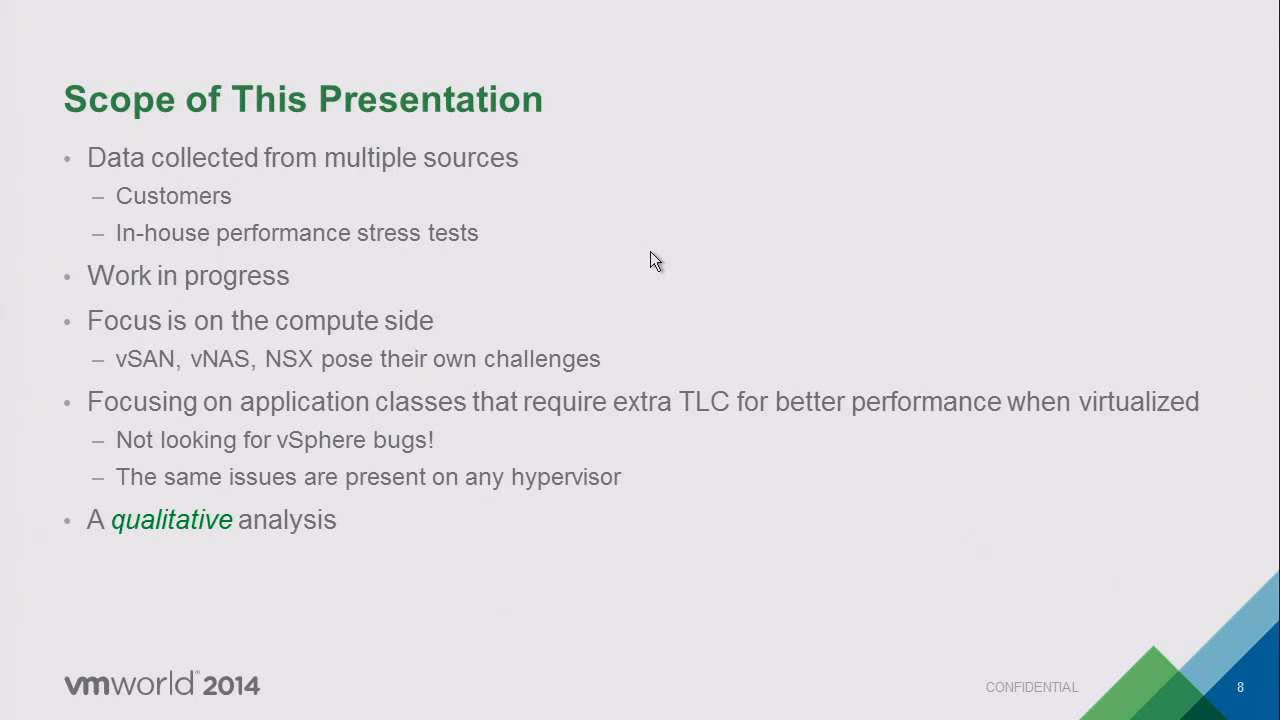 Scope of This Presentation
• Data collected from multiple sources
– Customers
– In-house performance stress tests
• Work in progress
• Focus is on the compute side
– vSAN, vNAS, NSX pose their own challenges
• Focusing on application classes that require extra TLC for better performance when virtualized
– Not looking for vSphere bugs!
– The same issues are present on any hypervisor
• A qualitative analysis
vmworld 2014
CONFIDENTIAL
8